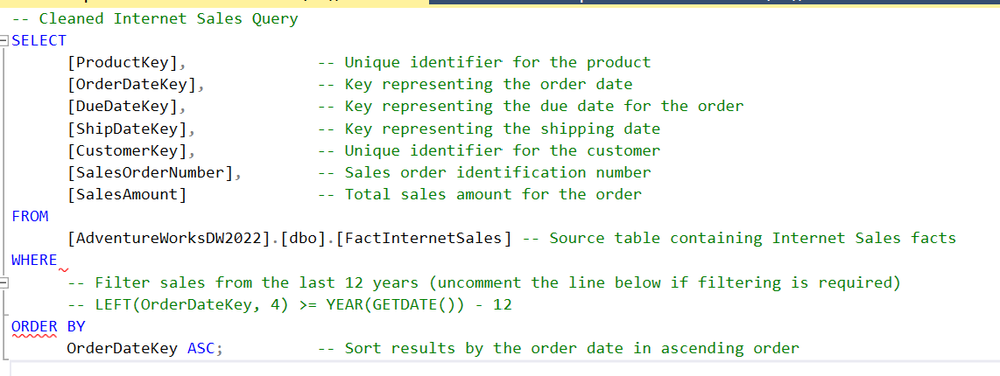 -- Cleaned Internet Sales Query
SELECT
[ProductKey], -- Unique identifier for the product
[OrderDateKey], -- Key representing the order date
[DueDateKey], -- Key representing the due date for the order
[ShipDateKey], -- Key representing the shipping date
[CustomerKey], -- Unique identifier for the customer
[SalesOrderNumber], -- Sales order identification number
[SalesAmount] -- Total sales amount for the order
FROM
[AdventureWorksDW2022].[dbo].[FactInternetSales] -- Source table containing Internet Sales facts
WHERE
-- Filter sales from the last 12 years (uncomment the line below if filtering is required)
-- LEFT(OrderDateKey, 4) >= YEAR(GETDATE()) - 12
ORDER BY
OrderDateKey ASC; -- Sort results by the order date in ascending order